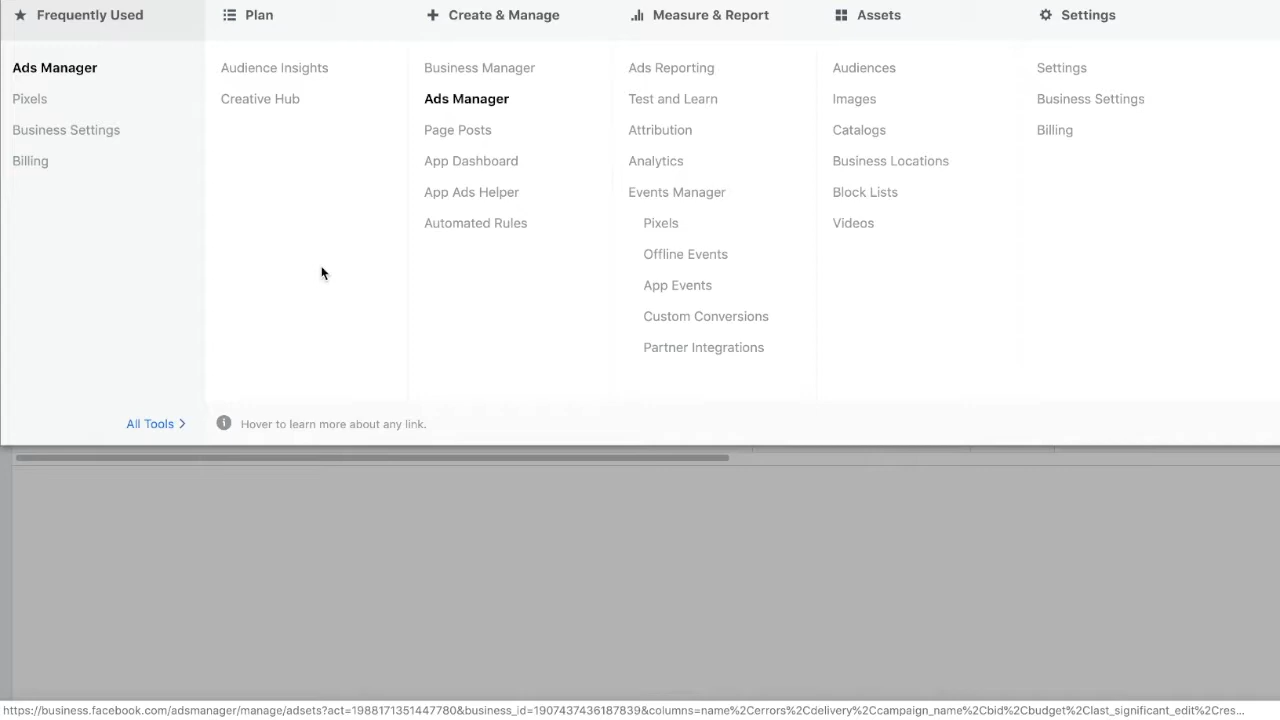 Frequently Used
Ads Manager
Pixels
Business Settings
Billing
All Tools
Plan
Audience Insights
Creative Hub
Create & Manage
Business Manager
Ads Manager
Page Posts
App Dashboard
App Ads Helper
Automated Rules
Measure & Report
Ads Reporting
Test and Learn
Attribution
Analytics
Events Manager
Pixels
Offline Events
App Events
Custom Conversions
Partner Integrations
Assets
Audiences
Images
Catalogs
Business Locations
Block Lists
Videos
Settings
Settings
Business Settings
Billing
Hover to learn more about any link.
https://business.facebook.com/adsmanager/manage/adsets?act=1988171351447780&business_id=1907437436187839&columns=name%2Cerrors%2Cdelivery%2Ccampaign_name%2Cbid%2Cbudget%2Clast_significant_edit%2Cres...